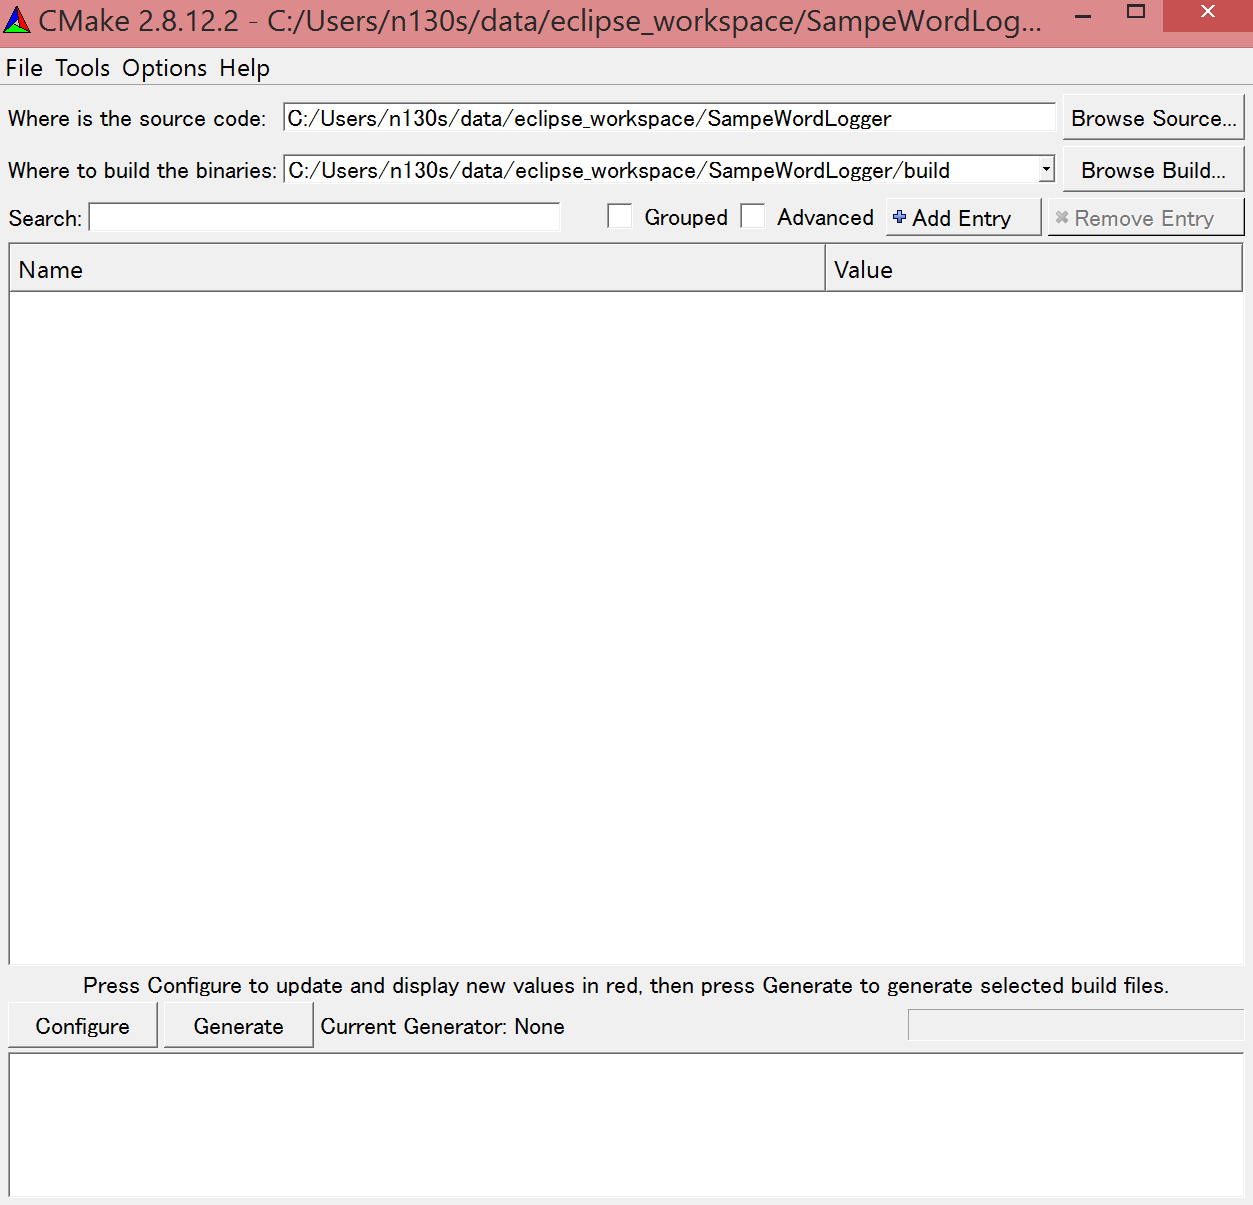 CMake 2.8.12.2 - C:/Users/n130s/data/eclipse_workspace/SampeWordLog...
File Tools Options Help
Where is the source code: C:/Users/n130s/data/eclipse_workspace/SampeWordLogger Browse Source...
Where to build the binaries: C:/Users/n130s/data/eclipse_workspace/SampeWordLogger/build Browse Build...
Search: Grouped Advanced Add Entry Remove Entry
Name Value
Press Configure to update and display new values in red, then press Generate to generate selected build files.
Configure Generate Current Generator: None